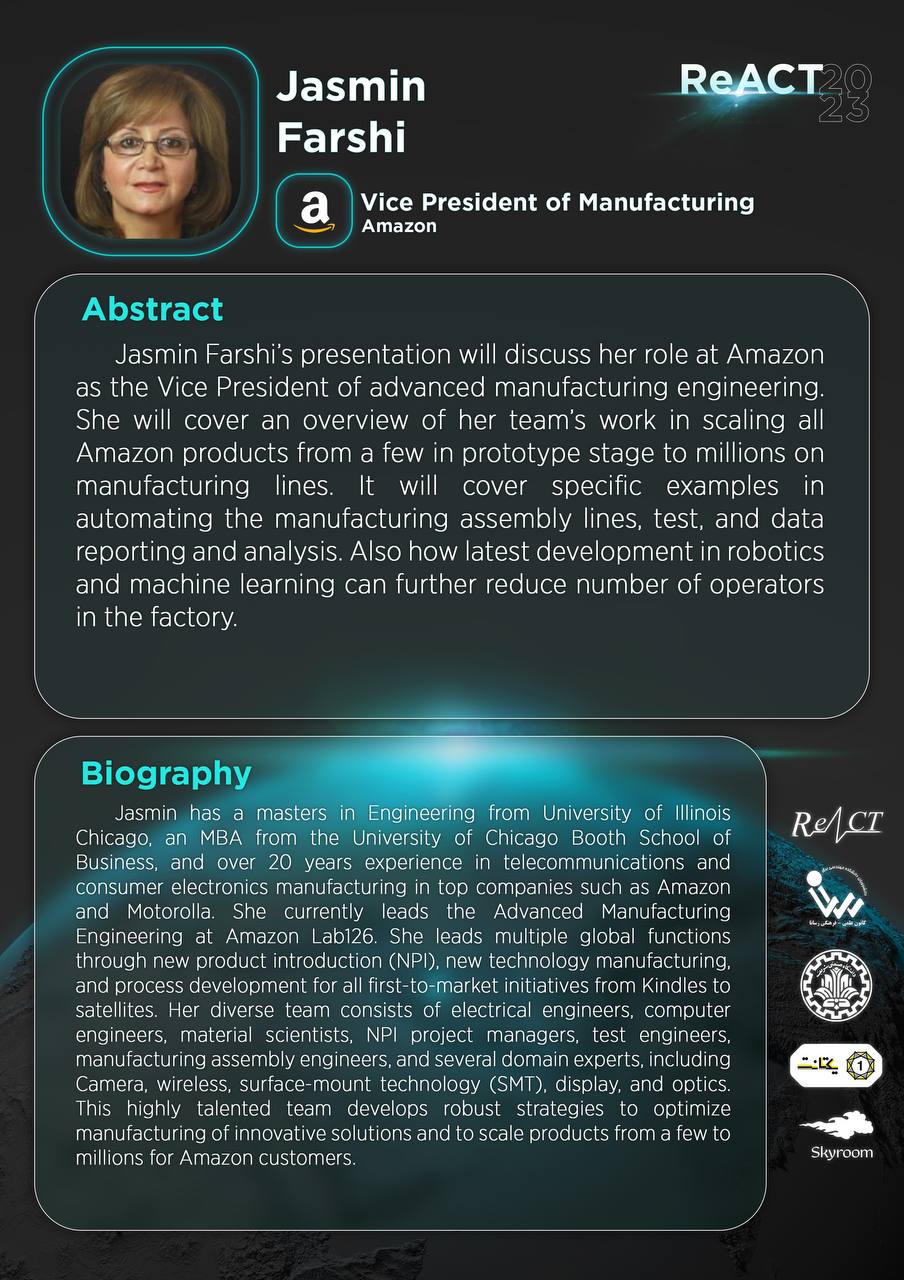 Jasmin
Farshi
ReACT 20
23
a
Vice President of Manufacturing
Amazon
Abstract
Jasmin Farshi’s presentation will discuss her role at Amazon
as the Vice President of advanced manufacturing engineering.
She will cover an overview of her team’s work in scaling all
Amazon products from a few in prototype stage to millions on
manufacturing lines. It will cover specific examples in
automating the manufacturing assembly lines, test, and data
reporting and analysis. Also how latest development in robotics
and machine learning can further reduce number of operators
in the factory.
Biography
Jasmin has a masters in Engineering from University of Illinois
Chicago, an MBA from the University of Chicago Booth School of
Business, and over 20 years experience in telecommunications and
consumer electronics manufacturing in top companies such as Amazon
and Motorolla. She currently leads the Advanced Manufacturing
Engineering at Amazon Lab126. She leads multiple global functions
through new product introduction (NPI), new technology manufacturing,
and process development for all first-to-market initiatives from Kindles to
satellites. Her diverse team consists of electrical engineers, computer
engineers, material scientists, NPI project managers, test engineers,
manufacturing assembly engineers, and several domain experts, including
Camera, wireless, surface-mount technology (SMT), display, and optics.
This highly talented team develops robust strategies to optimize
manufacturing of innovative solutions and to scale products from a few to
millions for Amazon customers.
ReACT
کانون علمی - فرهنگی رسانا
یکتانت
1
Skyroom